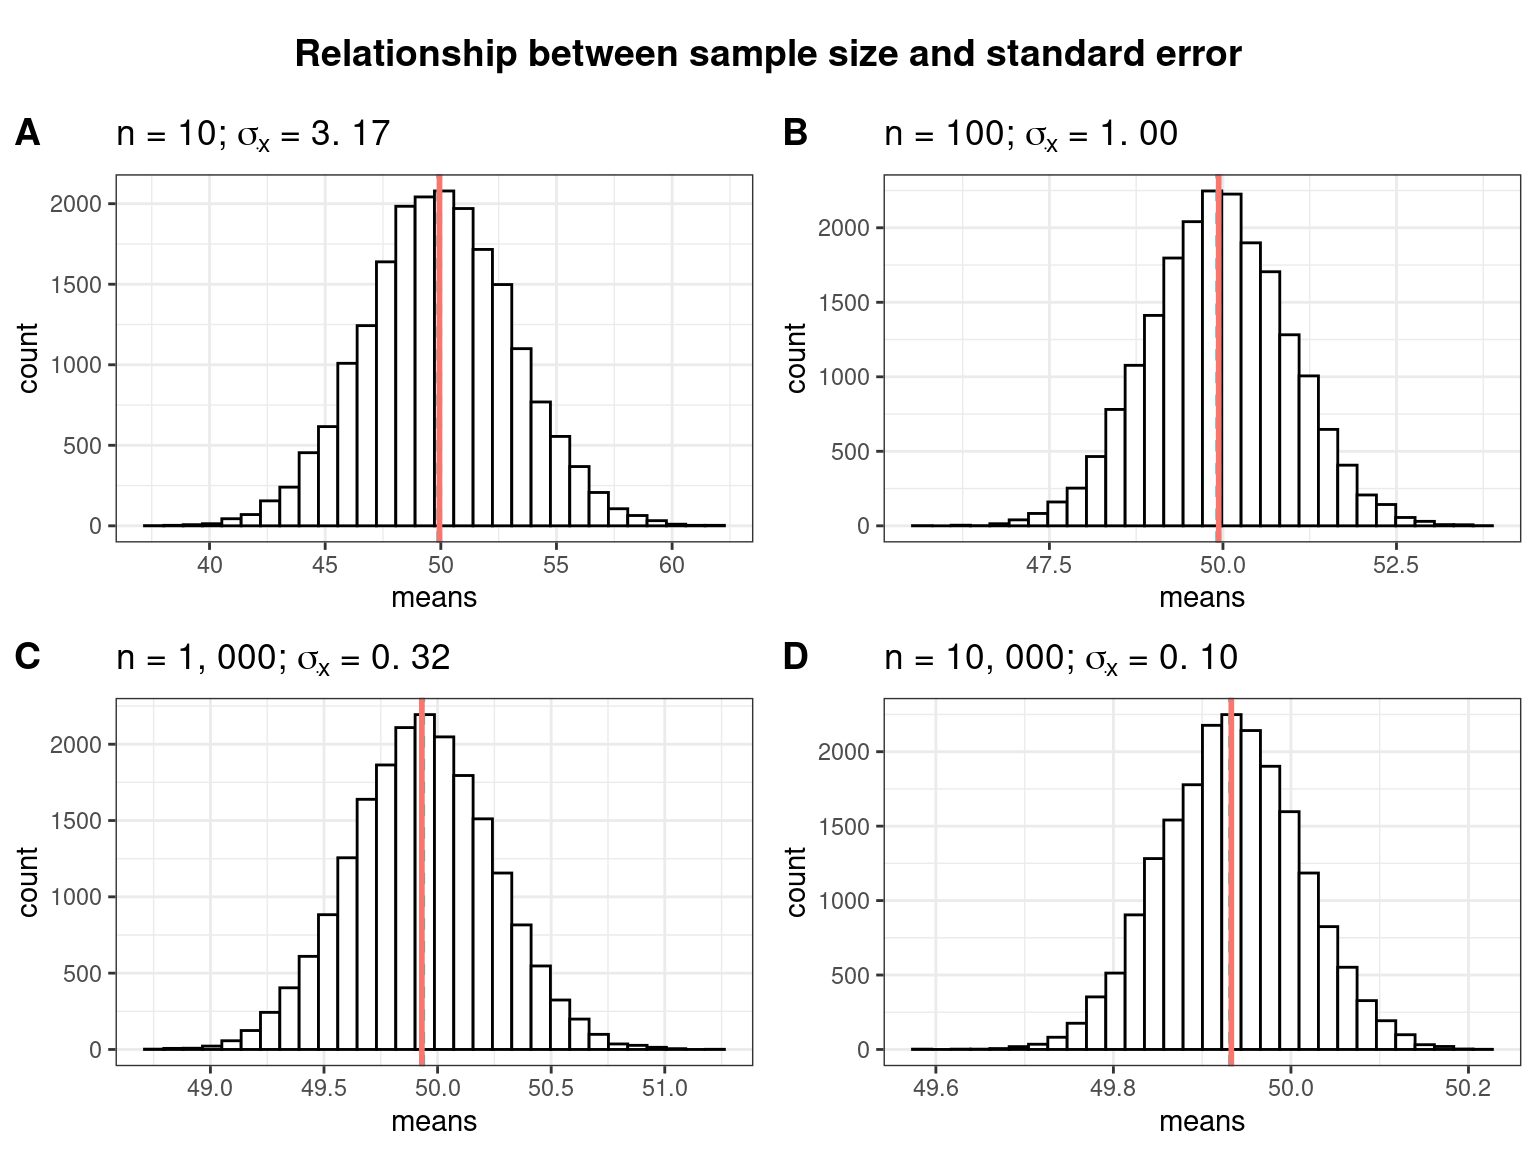 Relationship between sample size and standard error
A n = 10; σx = 3. 17
2000
1500
1000
500
0
count
40 45 50 55 60
means
B n = 100; σx = 1. 00
2000
1500
1000
500
0
count
47.5 50.0 52.5
means
C n = 1, 000; σx = 0. 32
2000
1500
1000
500
0
count
49.0 49.5 50.0 50.5 51.0
means
D n = 10, 000; σx = 0. 10
2000
1500
1000
500
0
count
49.6 49.8 50.0 50.2
means